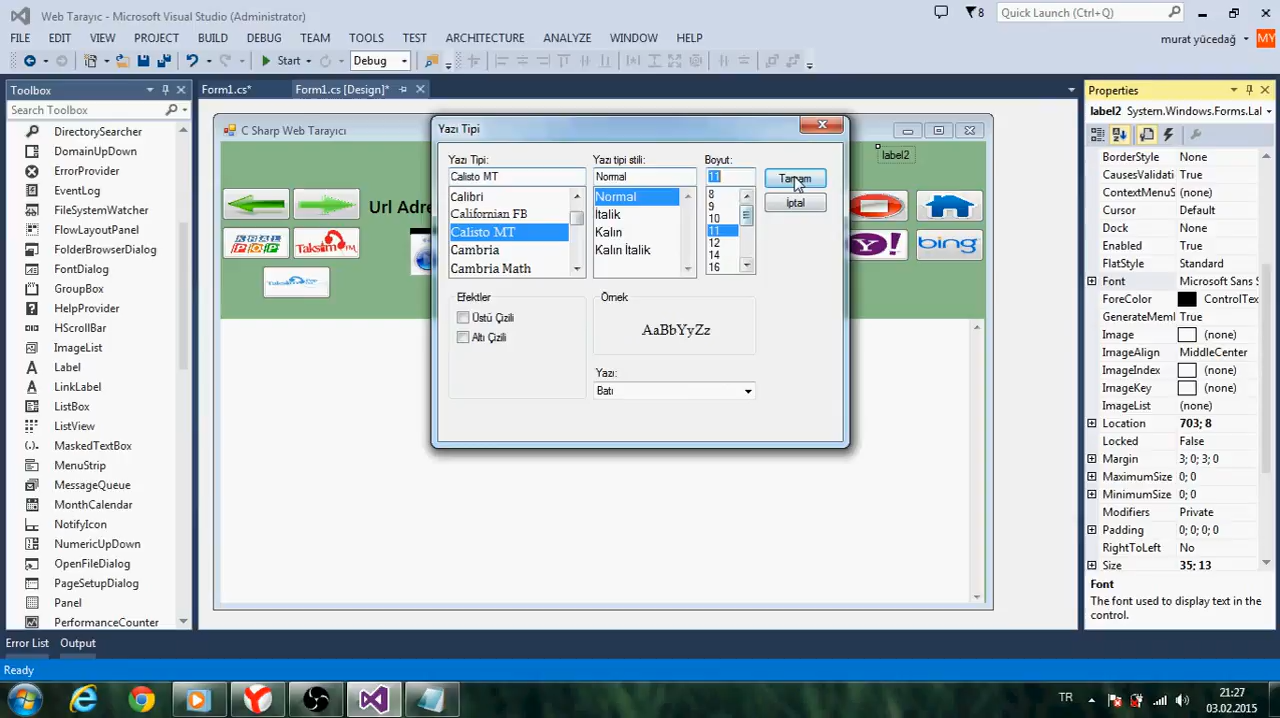 Web Tarayıc - Microsoft Visual Studio (Administrator)
8
Quick Launch (Ctrl+Q)
FILE EDIT VIEW PROJECT BUILD DEBUG TEAM TOOLS TEST ARCHITECTURE ANALYZE WINDOW HELP
murat yücedağ
MY
Start
Debug
Toolbox
Search Toolbox
DirectorySearcher
DomainUpDown
ErrorProvider
EventLog
FileSystemWatcher
FlowLayoutPanel
FolderBrowserDialog
FontDialog
GroupBox
HelpProvider
HScrollBar
ImageList
Label
LinkLabel
ListBox
ListView
MaskedTextBox
MenuStrip
MessageQueue
MonthCalendar
NotifyIcon
NumericUpDown
OpenFileDialog
PageSetupDialog
Panel
PerformanceCounter
Form1.cs*
Form1.cs [Design]*
C Sharp Web Tarayıcı
Url Adre
label2
KRAL
POP
Taksim FM
Y!
bing
Yazı Tipi
Yazı Tipi:
Calisto MT
Calibri
Californian FB
Calisto MT
Cambria
Cambria Math
Yazı tipi stili:
Normal
Normal
İtalik
Kalın
Kalın İtalik
Boyut:
11
8
9
10
11
12
14
16
Tamam
İptal
Efektler
Üstü Çizili
Altı Çizili
Örnek
AaBbYyZz
Yazı:
Batı
Properties
label2 System.Windows.Forms.Lal
BorderStyle None
CausesValidati True
ContextMenuS (none)
Cursor Default
Dock None
Enabled True
FlatStyle Standard
Font Microsoft Sans S
ForeColor ControlTex
GenerateMeml True
Image (none)
ImageAlign MiddleCenter
ImageIndex (none)
ImageKey (none)
ImageList (none)
Location 703; 8
Locked False
Margin 3; 0; 3; 0
MaximumSize 0; 0
MinimumSize 0; 0
Modifiers Private
Padding 0; 0; 0; 0
RightToLeft No
Size 35; 13
Font
The font used to display text in the
control.
Error List Output
Ready
TR
21:27
03.02.2015